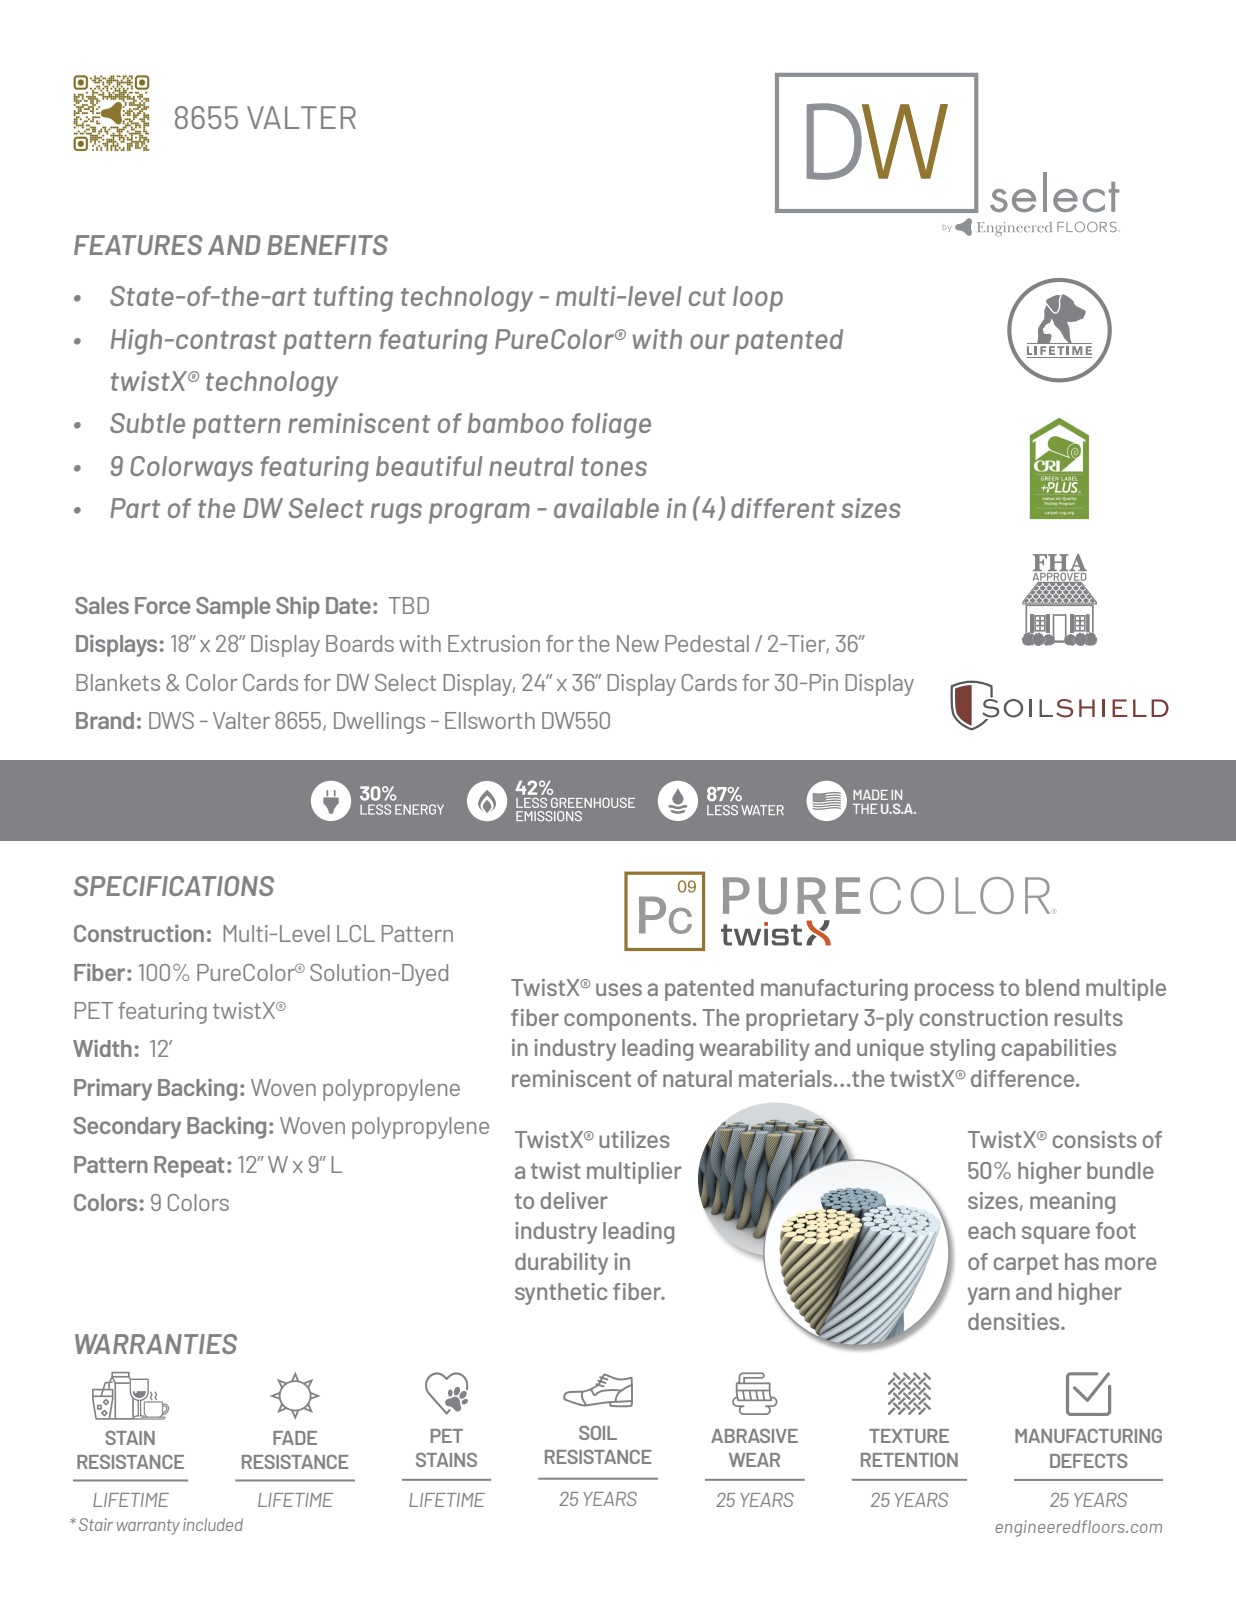 8655 VALTER
DW
select
by Engineered FLOORS.
FEATURES AND BENEFITS
• State-of-the-art tufting technology - multi-level cut loop
• High-contrast pattern featuring PureColor® with our patented
twistX® technology
• Subtle pattern reminiscent of bamboo foliage
• 9 Colorways featuring beautiful neutral tones
• Part of the DW Select rugs program - available in (4) different sizes
LIFETIME
CRI
GREEN LABEL
+PLUS
Indoor Air Quality
Testing Program
carpet-rug.org
FHA
APPROVED
Sales Force Sample Ship Date: TBD
Displays: 18” x 28” Display Boards with Extrusion for the New Pedestal / 2-Tier, 36”
Blankets & Color Cards for DW Select Display, 24” x 36” Display Cards for 30-Pin Display
Brand: DWS - Valter 8655, Dwellings - Ellsworth DW550
SOILSHIELD
30%
LESS ENERGY
42%
LESS GREENHOUSE
EMISSIONS
87%
LESS WATER
MADE IN
THE U.S.A.
SPECIFICATIONS
Construction: Multi-Level LCL Pattern
Fiber: 100% PureColor® Solution-Dyed
PET featuring twistX®
Width: 12’
Primary Backing: Woven polypropylene
Secondary Backing: Woven polypropylene
Pattern Repeat: 12” W x 9” L
Colors: 9 Colors
09
Pc
PURECOLOR®
twistX
TwistX® uses a patented manufacturing process to blend multiple
fiber components. The proprietary 3-ply construction results
in industry leading wearability and unique styling capabilities
reminiscent of natural materials...the twistX® difference.
TwistX® utilizes
a twist multiplier
to deliver
industry leading
durability in
synthetic fiber.
TwistX® consists of
50% higher bundle
sizes, meaning
each square foot
of carpet has more
yarn and higher
densities.
WARRANTIES
STAIN
RESISTANCE
LIFETIME
FADE
RESISTANCE
LIFETIME
PET
STAINS
LIFETIME
SOIL
RESISTANCE
25 YEARS
ABRASIVE
WEAR
25 YEARS
TEXTURE
RETENTION
25 YEARS
MANUFACTURING
DEFECTS
25 YEARS
* Stair warranty included
engineeredfloors.com